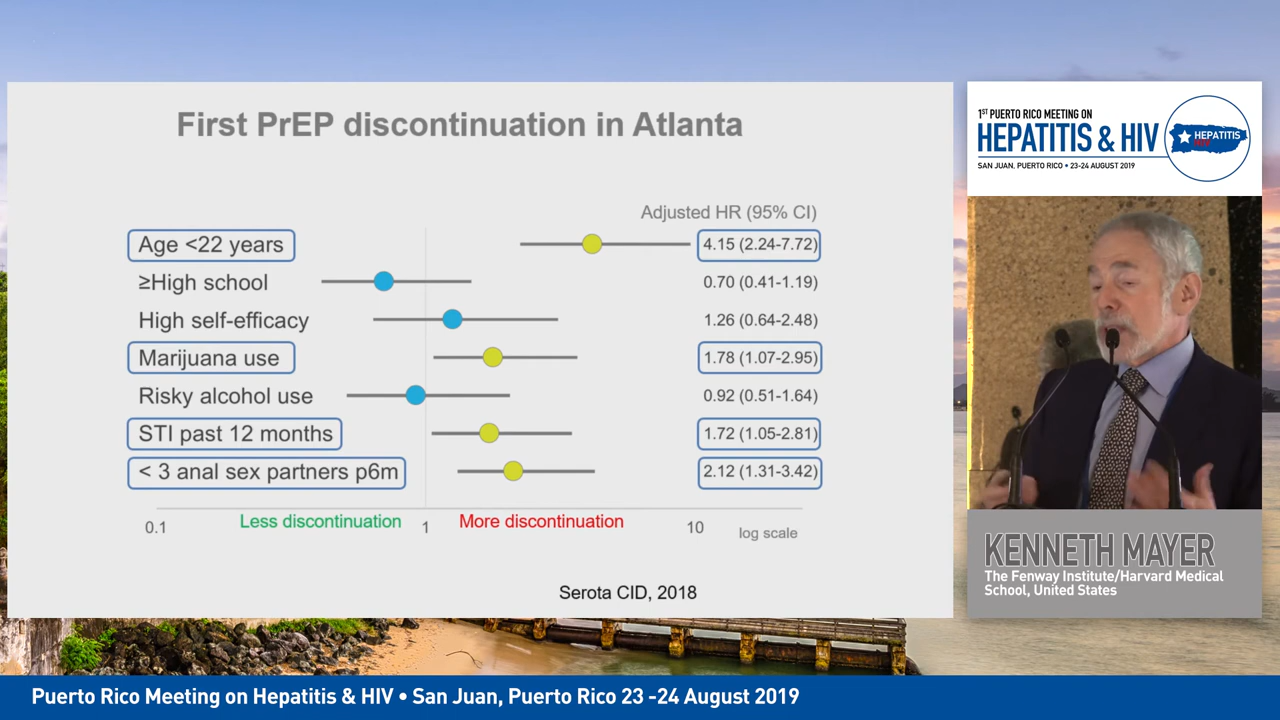 First PrEP discontinuation in Atlanta
Adjusted HR (95% CI)
Age <22 years 4.15 (2.24-7.72)
≥High school 0.70 (0.41-1.19)
High self-efficacy 1.26 (0.64-2.48)
Marijuana use 1.78 (1.07-2.95)
Risky alcohol use 0.92 (0.51-1.64)
STI past 12 months 1.72 (1.05-2.81)
< 3 anal sex partners p6m 2.12 (1.31-3.42)
0.1 Less discontinuation 1 More discontinuation 10 log scale
Serota CID, 2018
1ST PUERTO RICO MEETING ON
HEPATITIS & HIV
SAN JUAN, PUERTO RICO • 23-24 AUGUST 2019
HEPATITIS
KENNETH MAYER
The Fenway Institute/Harvard Medical
School, United States
Puerto Rico Meeting on Hepatitis & HIV • San Juan, Puerto Rico 23 -24 August 2019